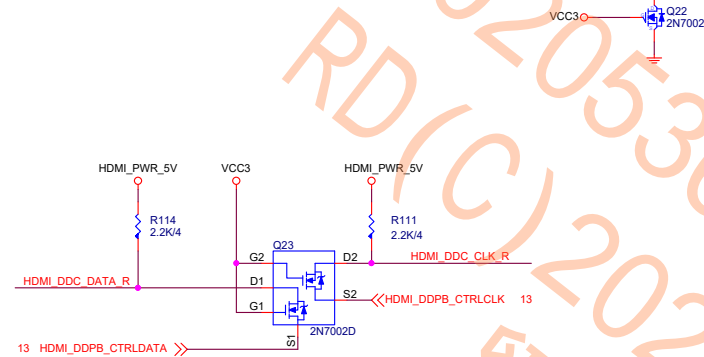 VCC3
Q22
2N7002
HDMI_PWR_5V
VCC3
HDMI_PWR_5V
R114
2.2K/4
R111
2.2K/4
Q23
G2
D2
HDMI_DDC_CLK_R
HDMI_DDC_DATA_R
D1
S2
HDMI_DDPB_CTRLCLK 13
G1
2N7002D
S1
13 HDMI_DDPB_CTRLDATA
RD(C)202